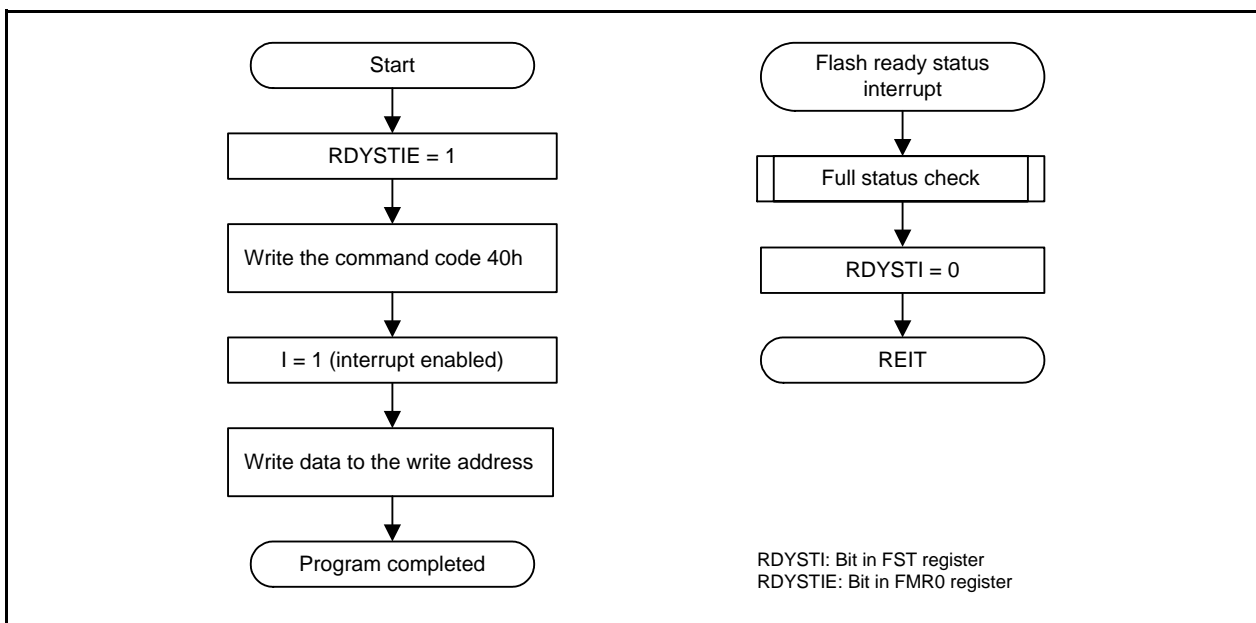 Start
RDYSTIE = 1
Write the command code 40h
I = 1 (interrupt enabled)
Write data to the write address
Program completed
Flash ready status
interrupt
Full status check
RDYSTI = 0
REIT
RDYSTI: Bit in FST register
RDYSTIE: Bit in FMR0 register